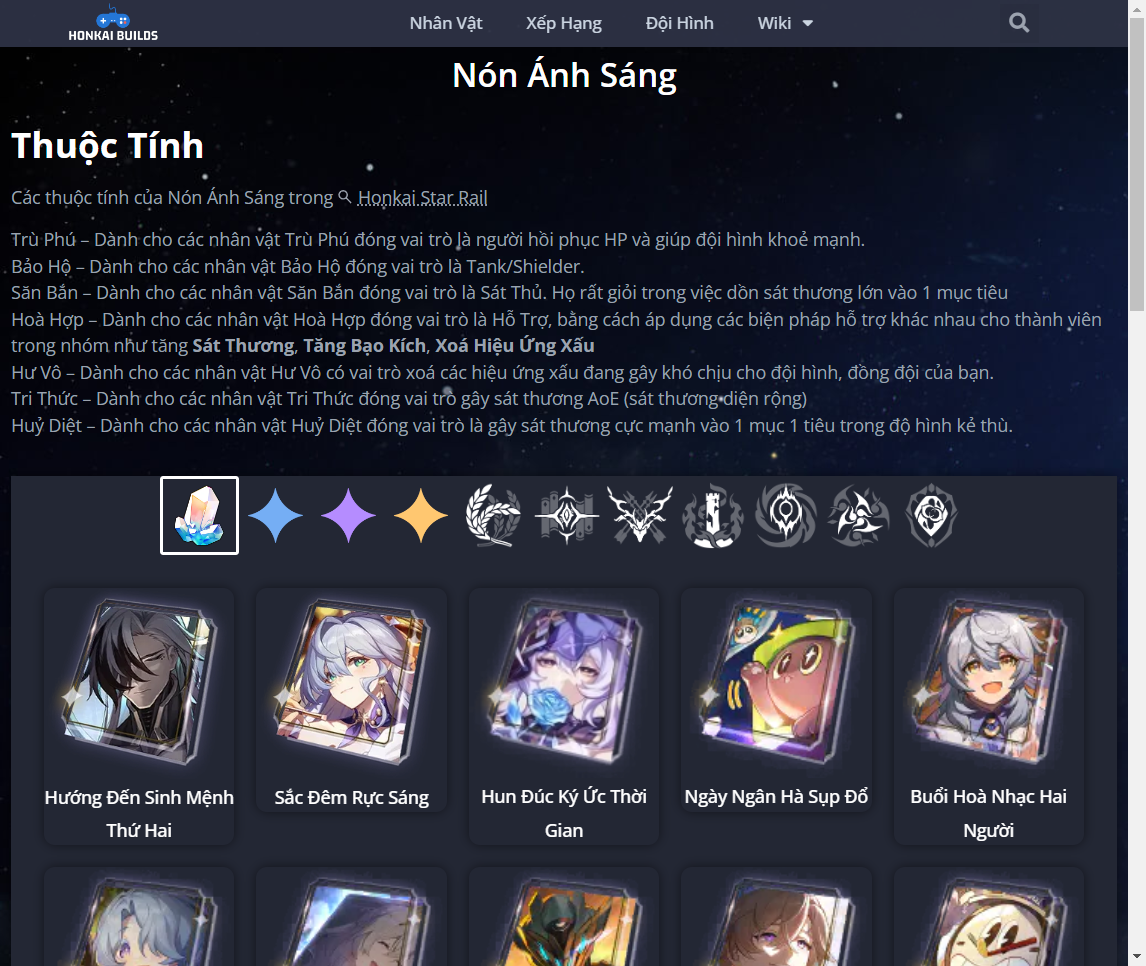 HONKAI BUILDS
Nhân Vật
Xếp Hạng
Đội Hình
Wiki
Nón Ánh Sáng
Thuộc Tính
Các thuộc tính của Nón Ánh Sáng trong Honkai Star Rail
Trù Phú – Dành cho các nhân vật Trù Phú đóng vai trò là người hồi phục HP và giúp đội hình khoẻ mạnh.
Bảo Hộ – Dành cho các nhân vật Bảo Hộ đóng vai trò là Tank/Shielder.
Săn Bắn – Dành cho các nhân vật Săn Bắn đóng vai trò là Sát Thủ. Họ rất giỏi trong việc dồn sát thương lớn vào 1 mục tiêu
Hoà Hợp – Dành cho các nhân vật Hoà Hợp đóng vai trò là Hỗ Trợ, bằng cách áp dụng các biện pháp hỗ trợ khác nhau cho thành viên
trong nhóm như tăng Sát Thương, Tăng Bạo Kích, Xoá Hiệu Ứng Xấu
Hư Vô – Dành cho các nhân vật Hư Vô có vai trò xoá các hiệu ứng xấu đang gây khó chịu cho đội hình, đồng đội của bạn.
Tri Thức – Dành cho các nhân vật Tri Thức đóng vai trò gây sát thương AoE (sát thương diện rộng)
Huỷ Diệt – Dành cho các nhân vật Huỷ Diệt đóng vai trò là gây sát thương cực mạnh vào 1 mục 1 tiêu trong độ hình kẻ thù.
Hướng Đến Sinh Mệnh
Thứ Hai
Sắc Đêm Rực Sáng
Hun Đúc Ký Ức Thời
Gian
Ngày Ngân Hà Sụp Đổ
Buổi Hoà Nhạc Hai
Người